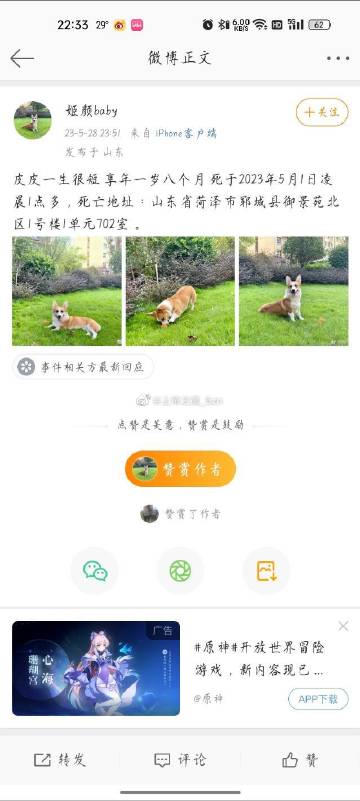 22:33 29° 6.00 KB/S HD 5G 62
微博正文
姬颜baby
+关注
23-5-28 23:51 来自 iPhone客户端
发布于 山东
皮皮一生很短 享年一岁八个月 死于2023年5月1日凌
晨1点多，死亡地址：山东省菏泽市郓城县御景苑北
区1号楼1单元702室 。
事件相关方最新回应
点赞是美意，赞赏是鼓励
赞赏作者
赞赏了作者
广告
心海
珊瑚宫
#原神#开放世界冒险
游戏，新内容现已...
@原神
APP下载
转发
评论
赞